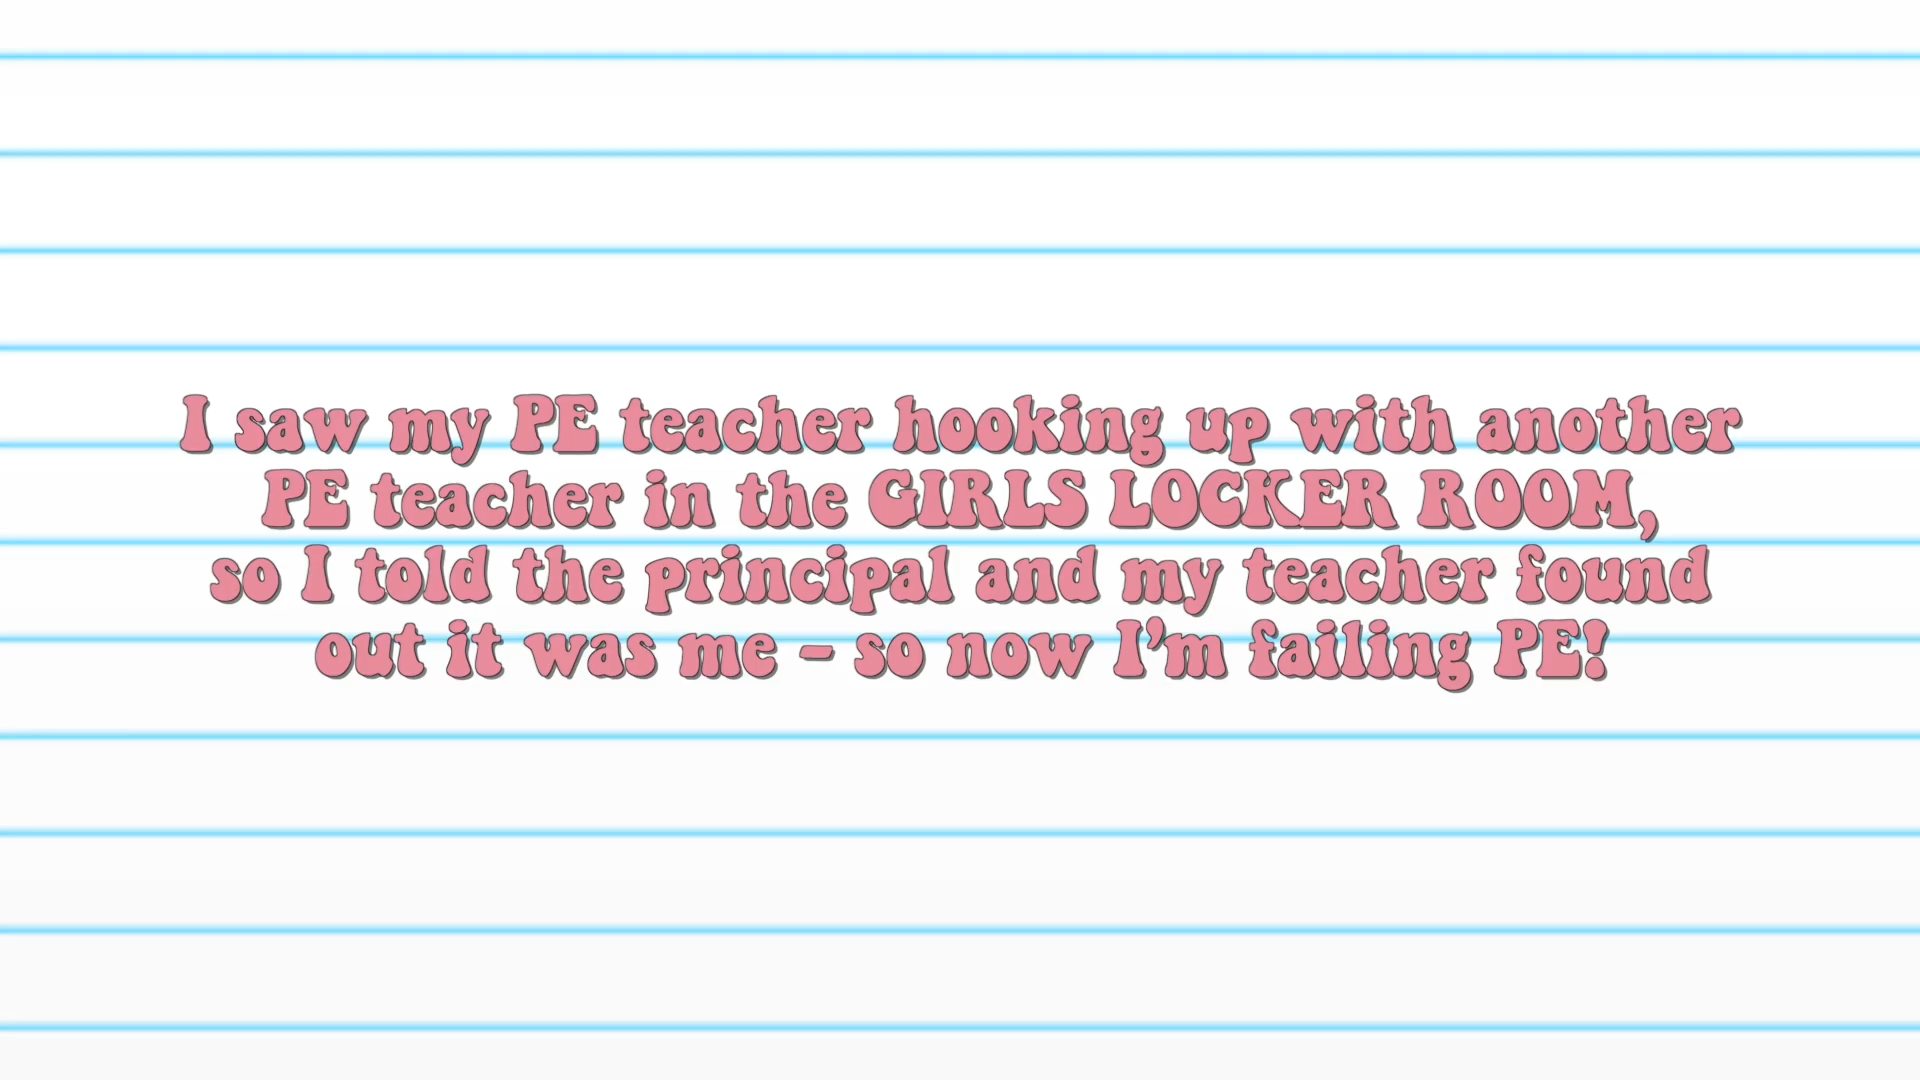 I saw my PE teacher hooking up with another
PE teacher in the GIRLS LOCKER ROOM,
so I told the principal and my teacher found
out it was me – so now I’m failing PE!